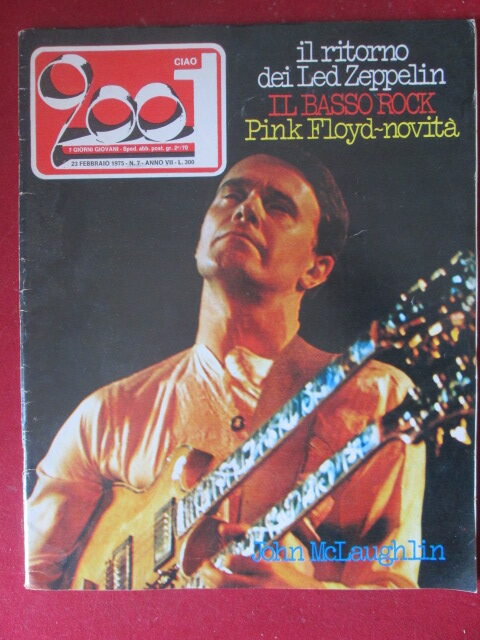 CIAO
2001
I GIORNI GIOVANI - Sped. abb. post. gr. 2°/70
23 FEBBRAIO 1975 - N. 7 - ANNO VII - L. 300
il ritorno
dei Led Zeppelin
IL BASSO ROCK
Pink Floyd-novità
John McLaughlin